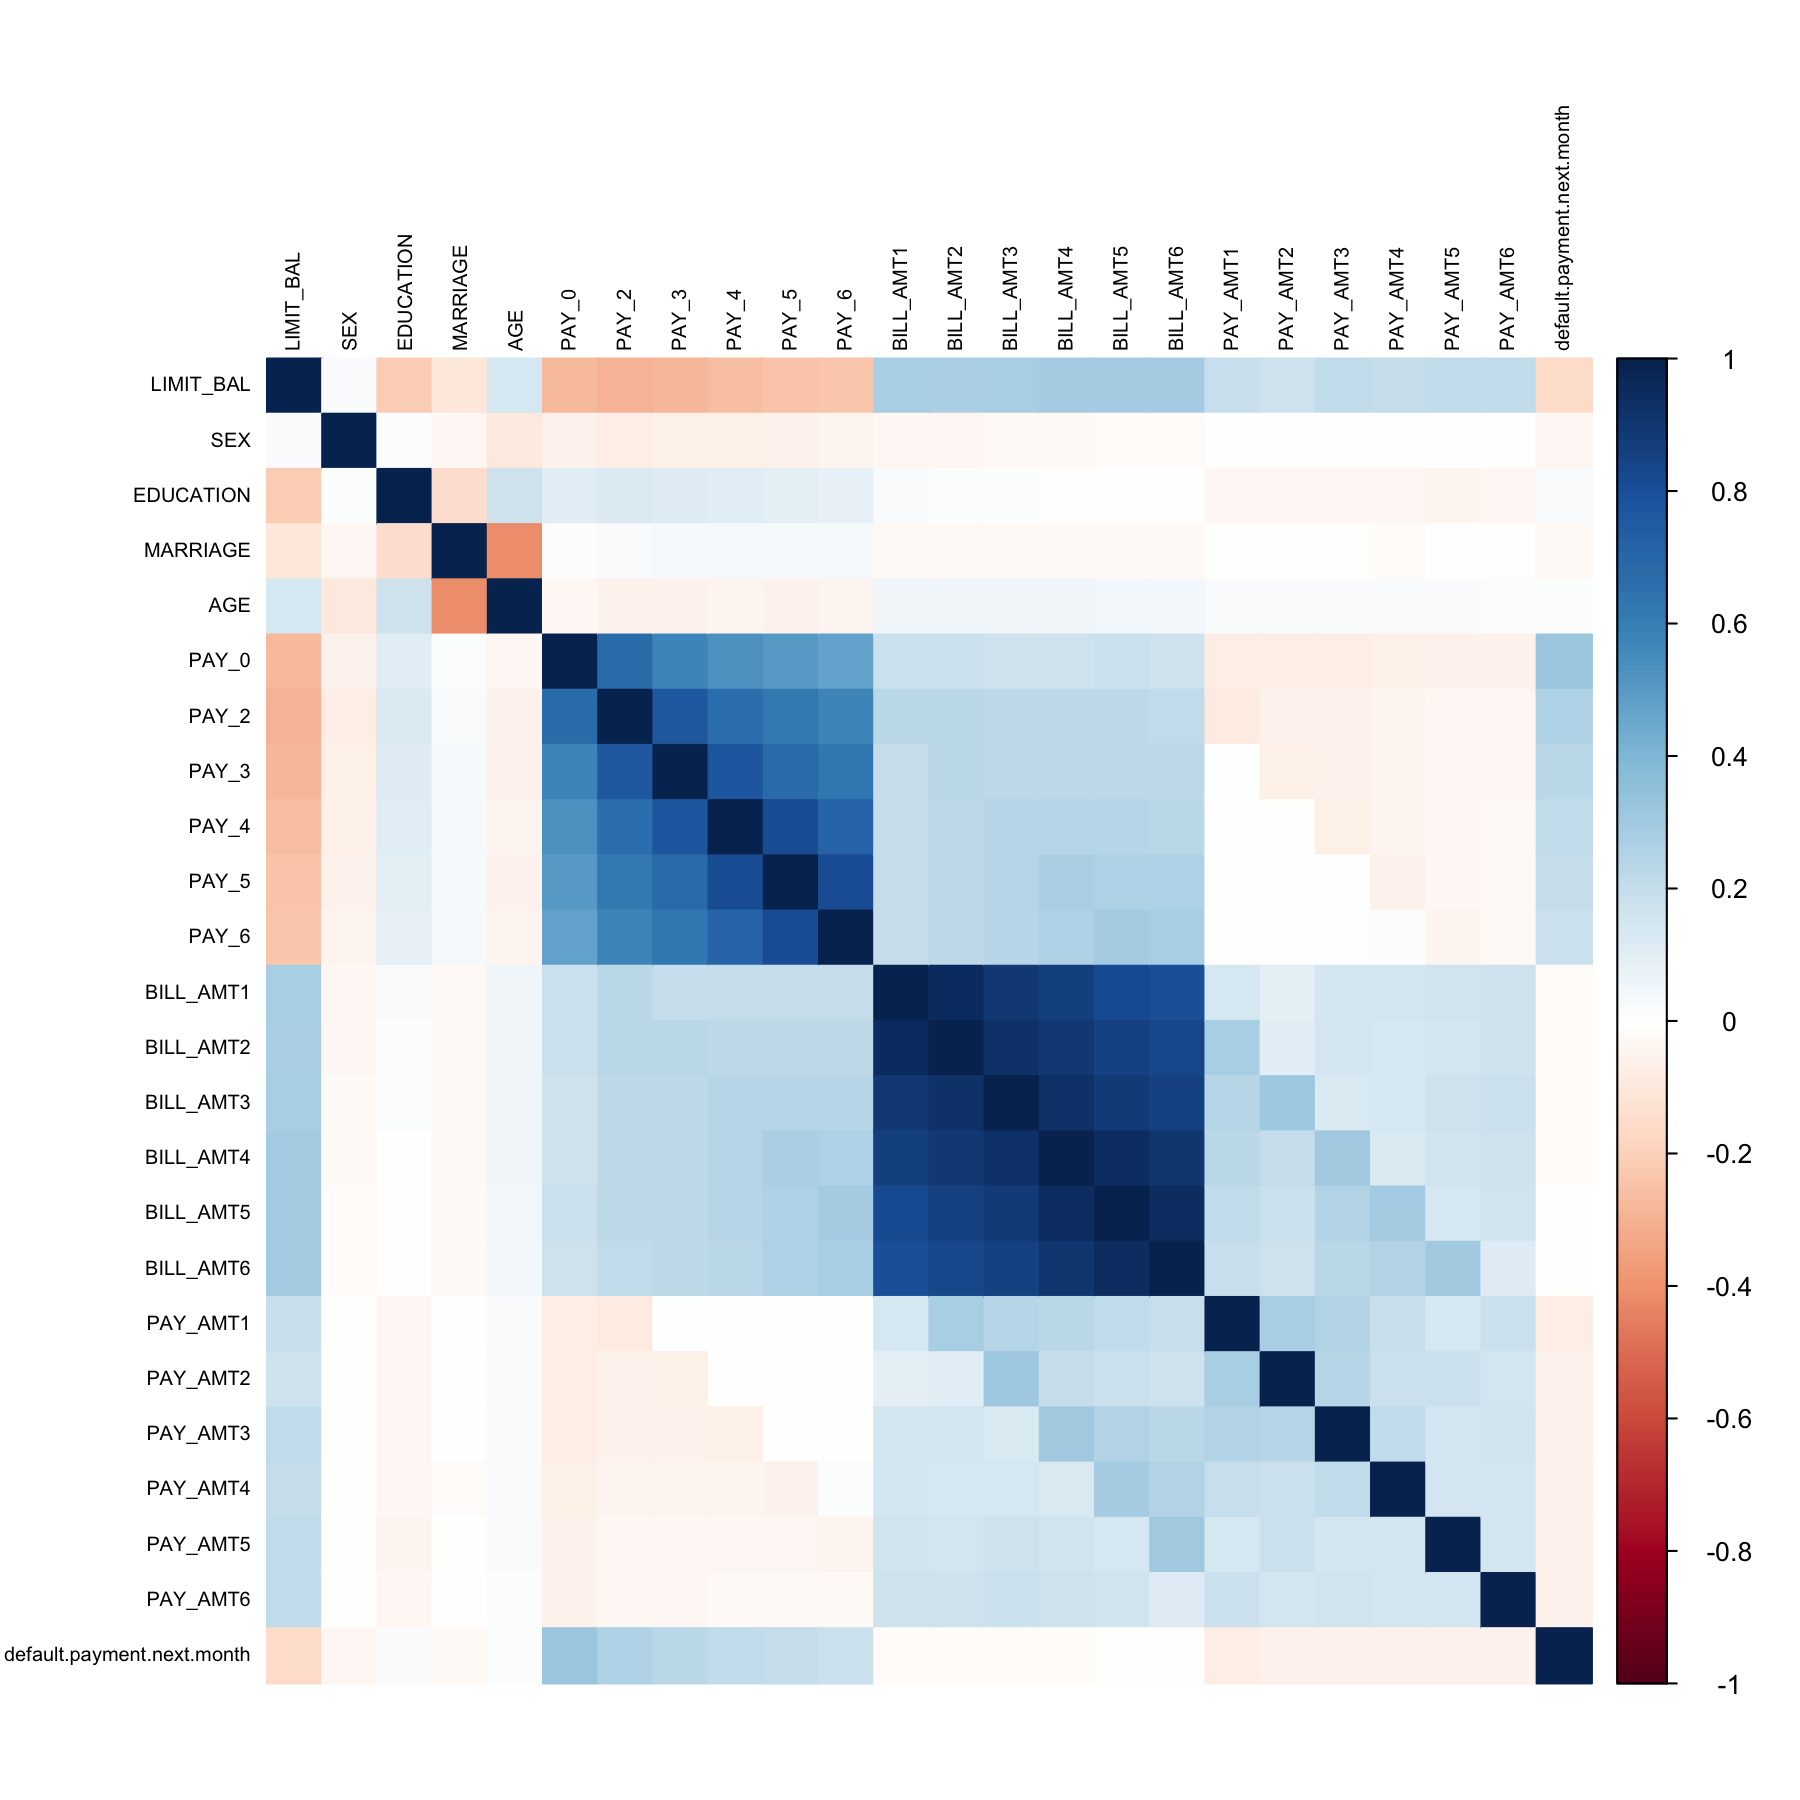 LIMIT_BAL
SEX
EDUCATION
MARRIAGE
AGE
PAY_0
PAY_2
PAY_3
PAY_4
PAY_5
PAY_6
BILL_AMT1
BILL_AMT2
BILL_AMT3
BILL_AMT4
BILL_AMT5
BILL_AMT6
PAY_AMT1
PAY_AMT2
PAY_AMT3
PAY_AMT4
PAY_AMT5
PAY_AMT6
default.payment.next.month
LIMIT_BAL
SEX
EDUCATION
MARRIAGE
AGE
PAY_0
PAY_2
PAY_3
PAY_4
PAY_5
PAY_6
BILL_AMT1
BILL_AMT2
BILL_AMT3
BILL_AMT4
BILL_AMT5
BILL_AMT6
PAY_AMT1
PAY_AMT2
PAY_AMT3
PAY_AMT4
PAY_AMT5
PAY_AMT6
default.payment.next.month
1
0.8
0.6
0.4
0.2
0
-0.2
-0.4
-0.6
-0.8
-1